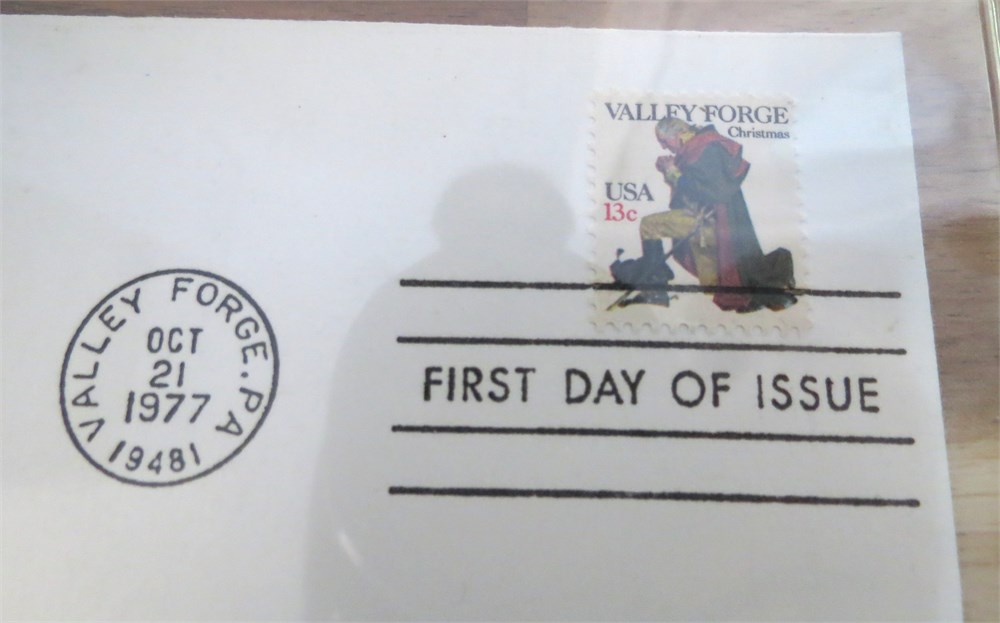 VALLEY FORGE
Christmas
USA
13c
VALLEY FORGE. PA
OCT
21
1977
19481
FIRST DAY OF ISSUE